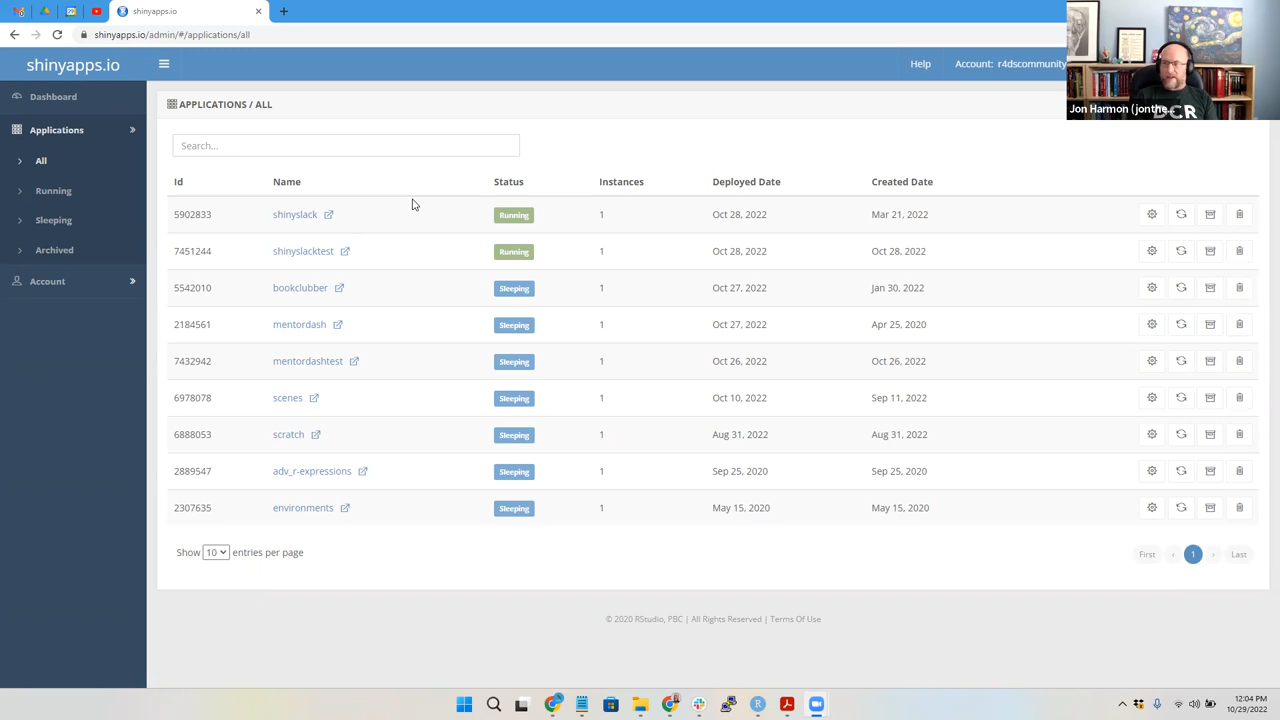 shinyapps.io
shinyapps.io/admin/#/applications/all
shinyapps.io
Help
Account: r4dscommunity
Jon Harmon (jonthe...
DCR
Dashboard
Applications
All
Running
Sleeping
Archived
Account
APPLICATIONS / ALL
Search...
Id Name Status Instances Deployed Date Created Date
5902833 shinyslack Running 1 Oct 28, 2022 Mar 21, 2022
7451244 shinyslacktest Running 1 Oct 28, 2022 Oct 28, 2022
5542010 bookclubber Sleeping 1 Oct 27, 2022 Jan 30, 2022
2184561 mentordash Sleeping 1 Oct 27, 2022 Apr 25, 2020
7432942 mentordashtest Sleeping 1 Oct 26, 2022 Oct 26, 2022
6978078 scenes Sleeping 1 Oct 10, 2022 Sep 11, 2022
6888053 scratch Sleeping 1 Aug 31, 2022 Aug 31, 2022
2889547 adv_r-expressions Sleeping 1 Sep 25, 2020 Sep 25, 2020
2307635 environments Sleeping 1 May 15, 2020 May 15, 2020
Show 10 entries per page
First ‹ 1 › Last
© 2020 RStudio, PBC | All Rights Reserved | Terms Of Use
12:04 PM
10/29/2022